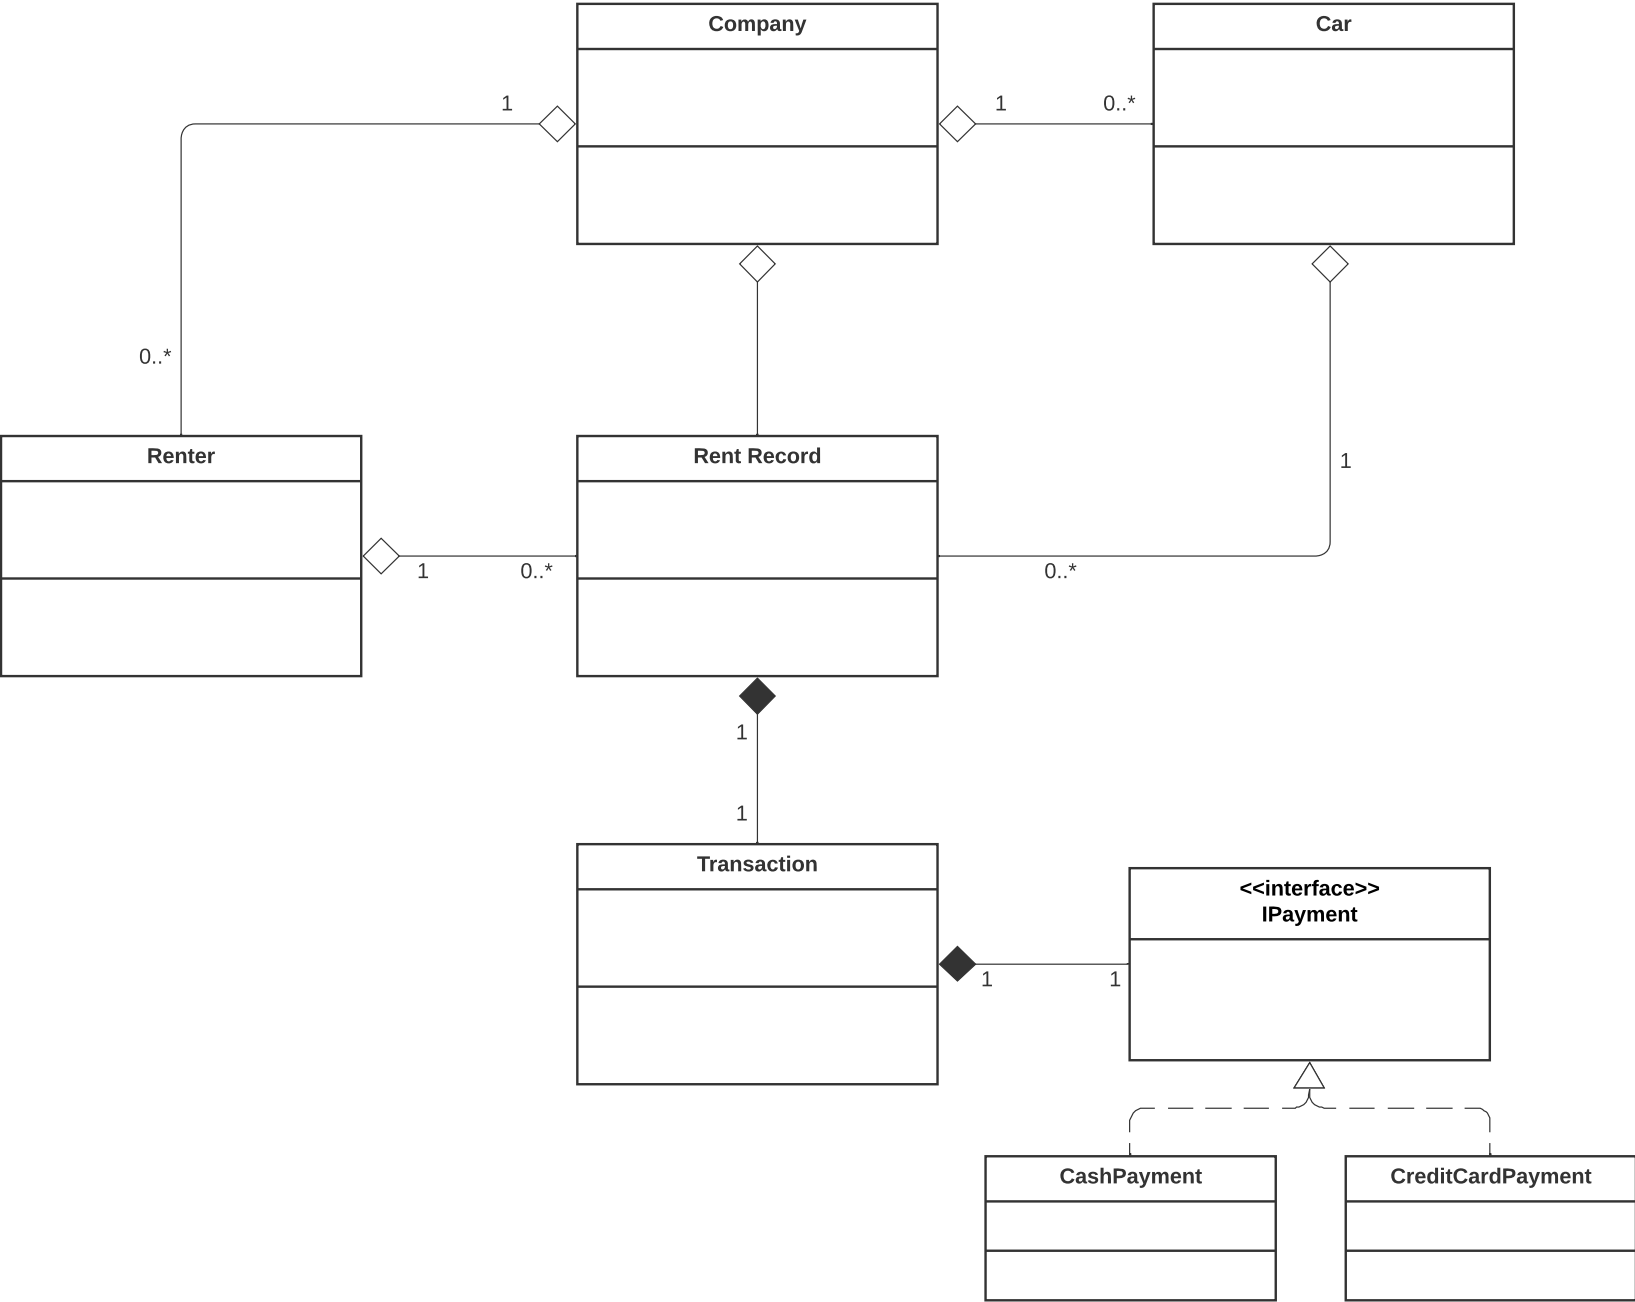 Company
Car
1
1
0..*
0..*
Renter
Rent Record
1
1
0..*
0..*
1
1
Transaction
<<interface>>
IPayment
1
1
CashPayment
CreditCardPayment